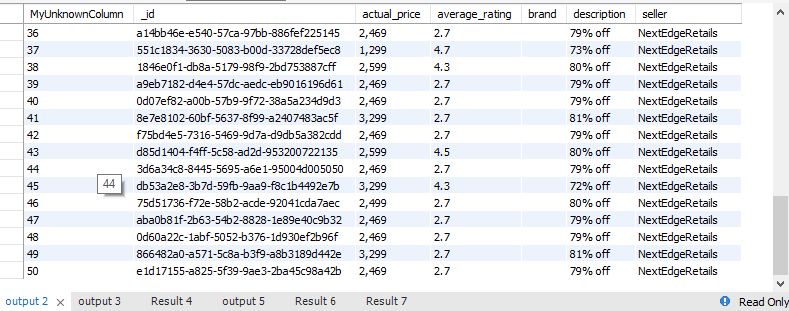 MyUnknownColumn _id actual_price average_rating brand description seller
36 a14bb46e-e540-57ca-97bb-886fef225145 2,469 2.7 79% off NextEdgeRetails
37 551c1834-3630-5083-b00d-33728def5ec8 1,299 4.7 73% off NextEdgeRetails
38 1846e0f1-db8a-5179-98f9-2bd753887cff 2,599 4.3 80% off NextEdgeRetails
39 a9eb7182-d4e4-57dc-aedc-eb9016196d61 2,469 2.7 79% off NextEdgeRetails
40 0d07ef82-a00b-57b9-9f72-38a5a234d9d3 2,469 2.7 79% off NextEdgeRetails
41 8e7e8102-60bf-5637-8f99-a2407483ac5f 3,299 2.7 81% off NextEdgeRetails
42 f75bd4e5-7316-5469-9d7a-d9db5a382cdd 2,469 2.7 79% off NextEdgeRetails
43 d85d1404-f4ff-5c58-ad2d-953200722135 2,599 4.5 80% off NextEdgeRetails
44 3d6a34c8-8445-5695-a6e1-95004d005050 2,469 2.7 79% off NextEdgeRetails
45 db53a2e8-3b7d-59fb-9aa9-f8c1b4492e7b 3,299 4.3 72% off NextEdgeRetails
44
46 75d51736-f72e-58b2-acde-92041cda7aec 2,499 2.7 80% off NextEdgeRetails
47 aba0b81f-2b63-54b2-8828-1e89e40c9b32 2,469 2.7 79% off NextEdgeRetails
48 0d60a22c-1abf-5052-b376-1d930ef2b96f 2,469 2.7 79% off NextEdgeRetails
49 866482a0-a571-5c8a-b3f9-a8b3189d442e 3,299 2.7 81% off NextEdgeRetails
50 e1d17155-a825-5f39-9ae3-2ba45c98a42b 2,469 2.7 79% off NextEdgeRetails
output 2 × output 3 Result 4 output 5 Result 6 Result 7 Read Only